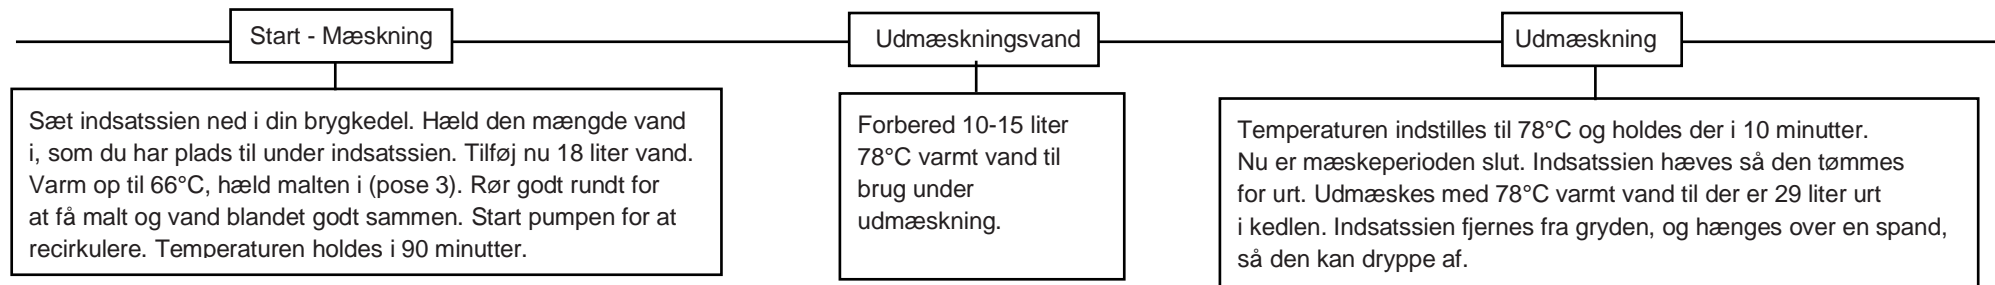 Start - Mæskning
Sæt indsatssien ned i din brygkedel. Hæld den mængde vand
i, som du har plads til under indsatssien. Tilføj nu 18 liter vand.
Varm op til 66°C, hæld malten i (pose 3). Rør godt rundt for
at få malt og vand blandet godt sammen. Start pumpen for at
recirkulere. Temperaturen holdes i 90 minutter.
Udmæskningsvand
Forbered 10-15 liter
78°C varmt vand til
brug under
udmæskning.
Udmæskning
Temperaturen indstilles til 78°C og holdes der i 10 minutter.
Nu er mæskeperioden slut. Indsatssien hæves så den tømmes
for urt. Udmæskes med 78°C varmt vand til der er 29 liter urt
i kedlen. Indsatssien fjernes fra gryden, og hænges over en spand,
så den kan dryppe af.